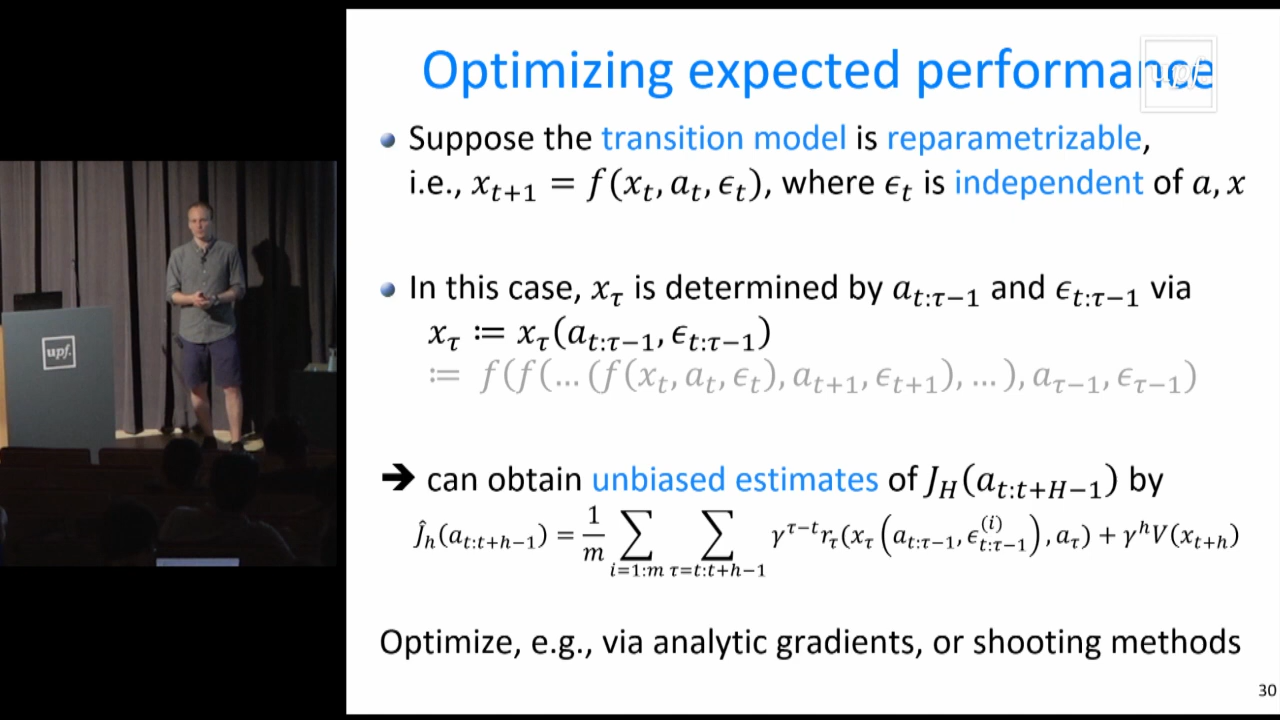 Optimizing expected performance
upf.
Suppose the transition model is reparametrizable,
i.e., x_{t+1} = f(x_t, a_t, ϵ_t), where ϵ_t is independent of a, x
In this case, x_τ is determined by a_{t:τ−1} and ϵ_{t:τ−1} via
x_τ := x_τ(a_{t:τ−1}, ϵ_{t:τ−1})
:= f(f(… (f(x_t, a_t, ϵ_t), a_{t+1}, ϵ_{t+1}), … ), a_{τ−1}, ϵ_{τ−1})
➔ can obtain unbiased estimates of J_H(a_{t:t+H−1}) by
Ĵ_h(a_{t:t+h−1}) = 1/m ∑_{i=1:m} ∑_{τ=t:t+h−1} γ^{τ−t} r_τ(x_τ(a_{t:τ−1}, ϵ^{(i)}_{t:τ−1}), a_τ) + γ^h V(x_{t+h})
Optimize, e.g., via analytic gradients, or shooting methods
30
upf.